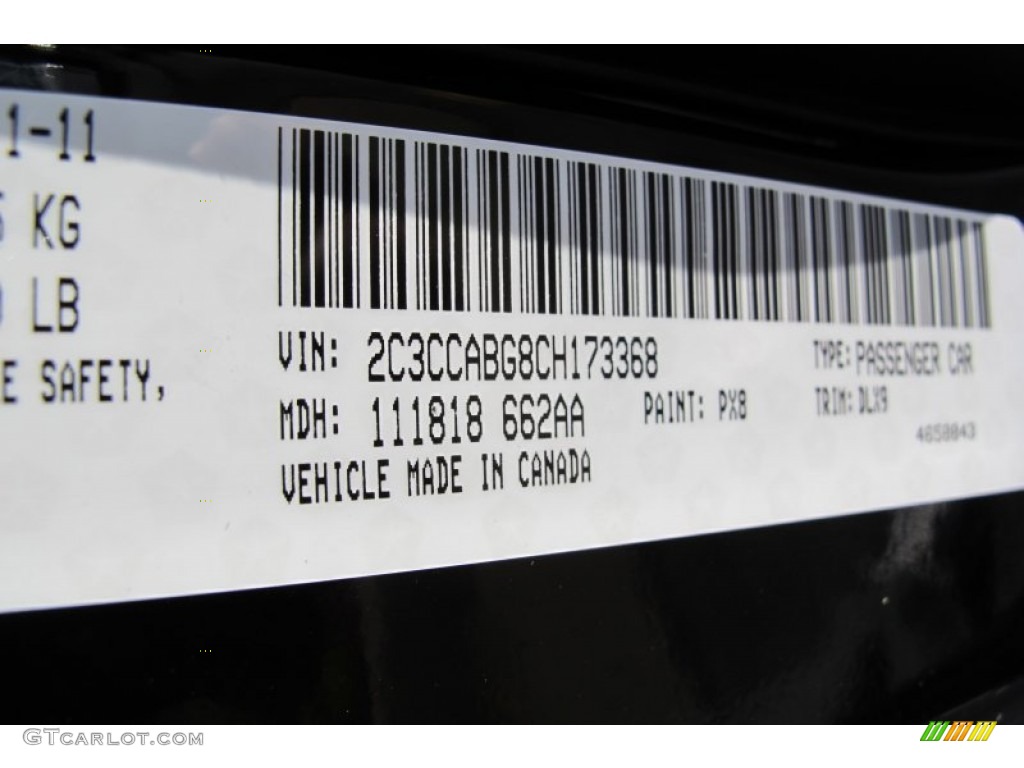 1-11
KG
LB
E SAFETY,
VIN: 2C3CCABG8CH173368
TYPE: PASSENGER CAR
MDH: 111818 662AA
PAINT: PX8
TRIM: DLX9
VEHICLE MADE IN CANADA
4658043
GTCARLOT.COM